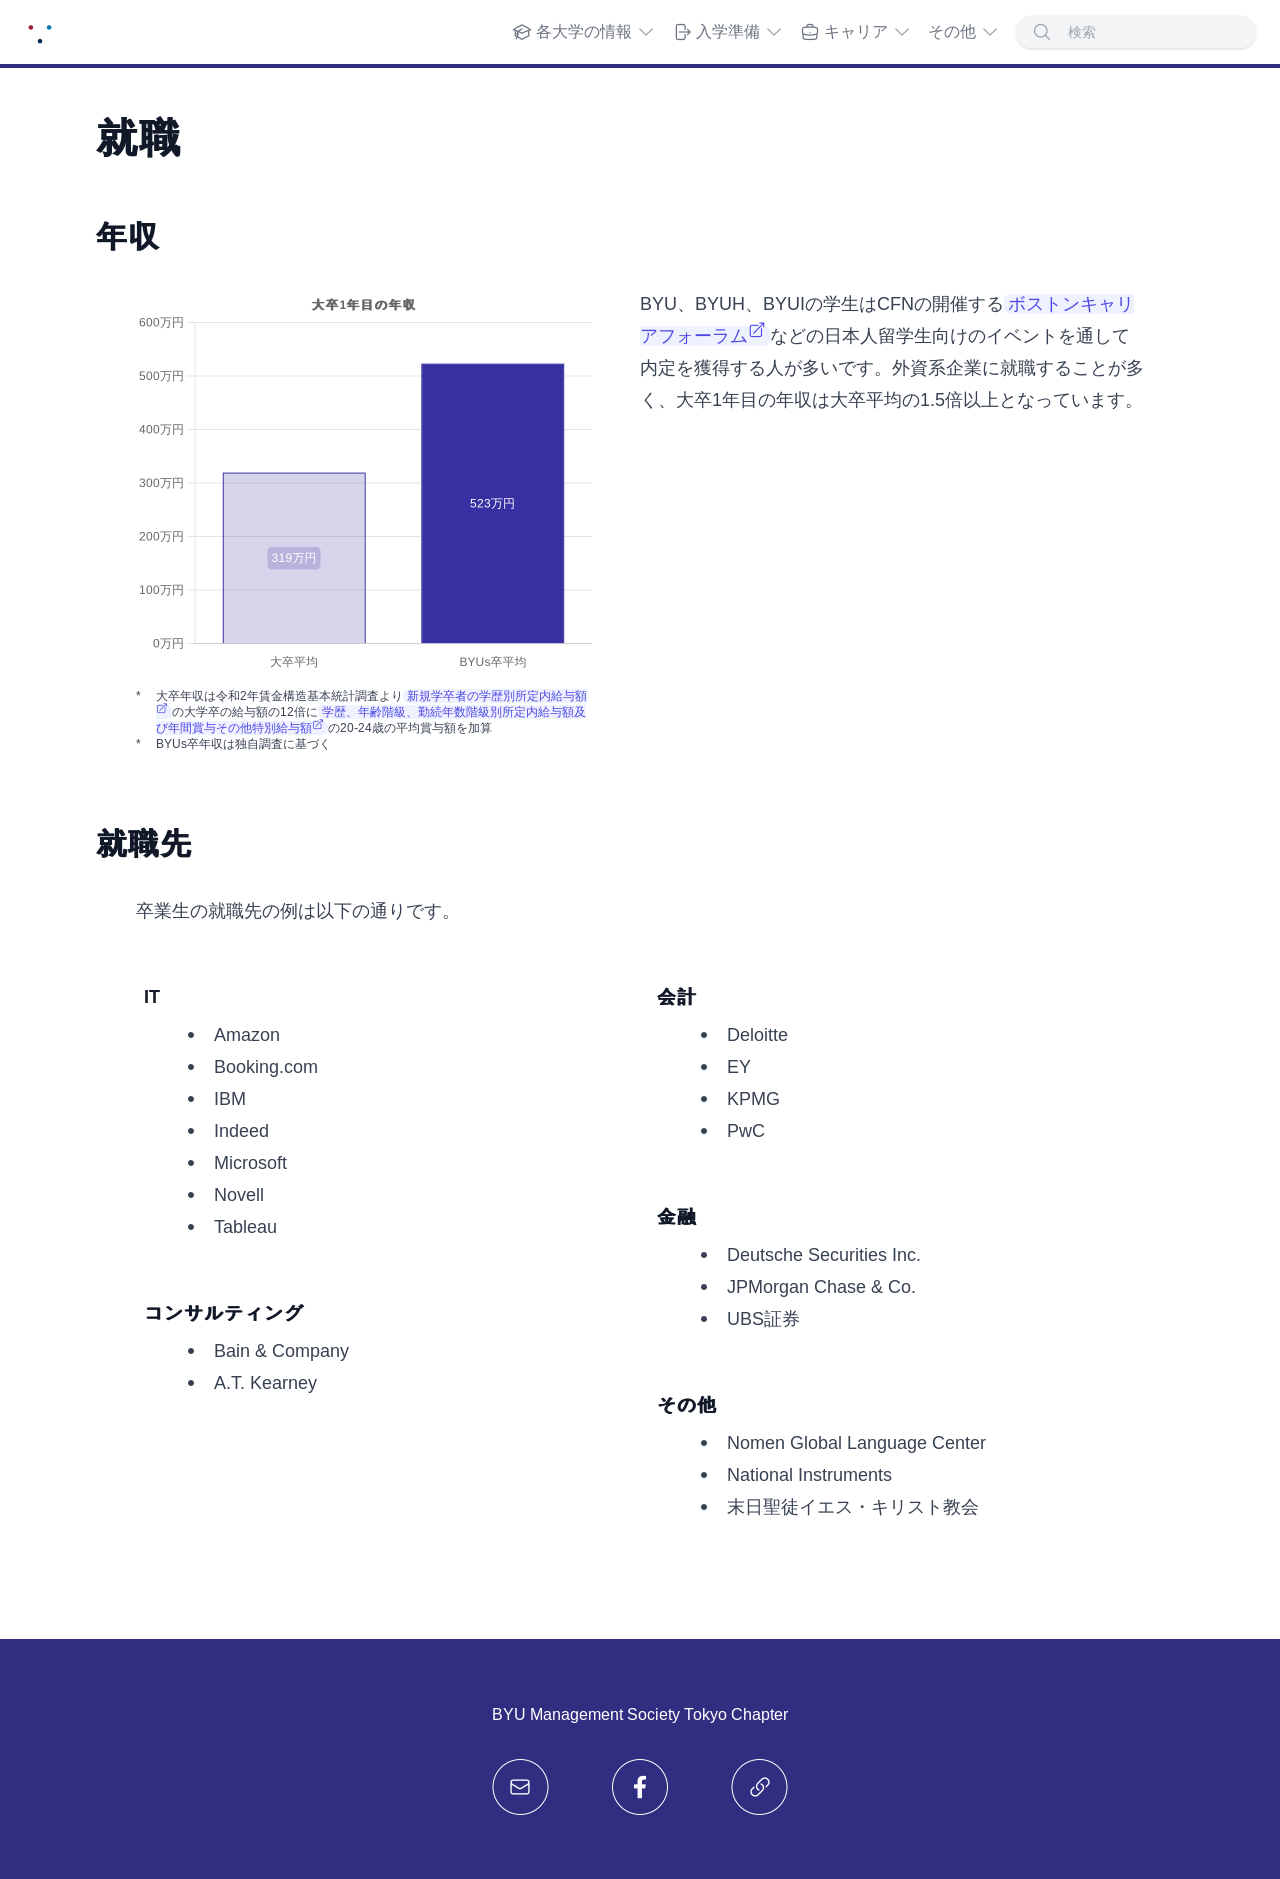 各大学の情報 入学準備 キャリア その他 検索
就職
年収
大卒1年目の年収
600万円
500万円
400万円
300万円
200万円
100万円
0万円
319万円
523万円
大卒平均 BYUs卒平均
* 大卒年収は令和2年賃金構造基本統計調査より 新規学卒者の学歴別所定内給与額
の大学卒の給与額の12倍に 学歴、年齢階級、勤続年数階級別所定内給与額及
び年間賞与その他特別給与額 の20-24歳の平均賞与額を加算
* BYUs卒年収は独自調査に基づく
BYU、BYUH、BYUIの学生はCFNの開催する ボストンキャリ
アフォーラム などの日本人留学生向けのイベントを通して
内定を獲得する人が多いです。外資系企業に就職することが多
く、大卒1年目の年収は大卒平均の1.5倍以上となっています。
就職先
卒業生の就職先の例は以下の通りです。
IT
• Amazon
• Booking.com
• IBM
• Indeed
• Microsoft
• Novell
• Tableau
コンサルティング
• Bain & Company
• A.T. Kearney
会計
• Deloitte
• EY
• KPMG
• PwC
金融
• Deutsche Securities Inc.
• JPMorgan Chase & Co.
• UBS証券
その他
• Nomen Global Language Center
• National Instruments
• 末日聖徒イエス・キリスト教会
BYU Management Society Tokyo Chapter